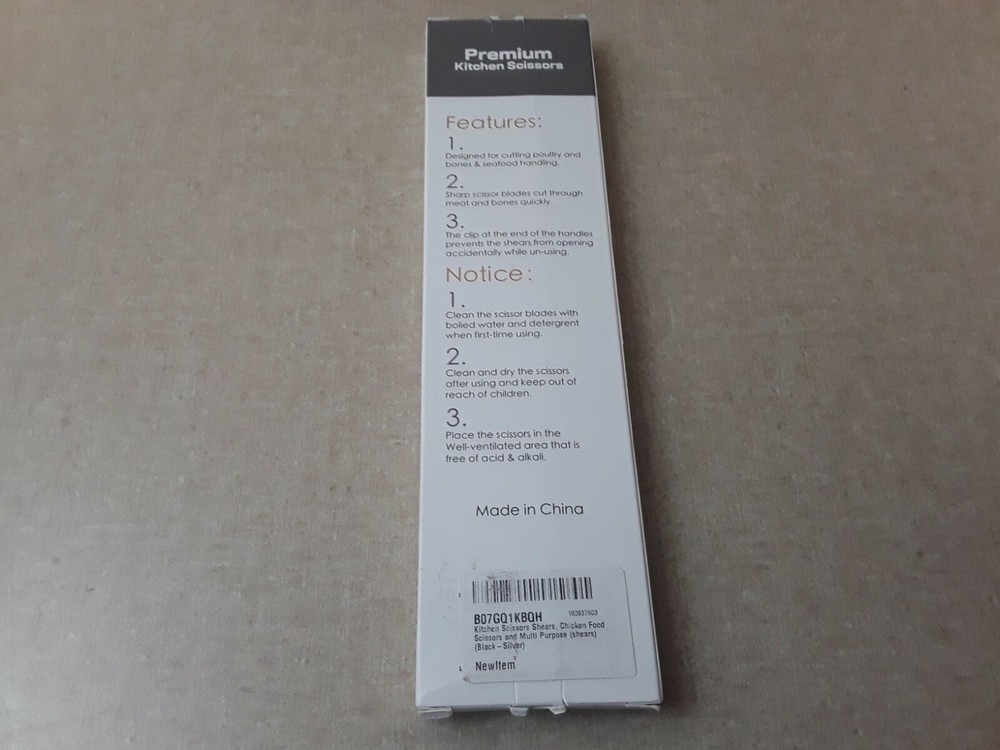 Premium
Kitchen Scissors
Features:
1.
Designed for cutting poultry and
bones & seafood handling.
2.
Sharp scissor blades cut through
meat and bones quickly.
3.
The clip at the end of the handles
prevents the shears from opening
accidentally while un-using.
Notice:
1.
Clean the scissor blades with
bolied water and detergrent
when first-time using.
2.
Clean and dry the scissors
after using and keep out of
reach of children.
3.
Place the scissors in the
Well-ventilated area that is
free of acid & alkali.
Made in China
B07GQ1KBQH
Kitchen Scissors Shears, Chicken Food
Scissors and Multi Purpose (shears)
(Black - Silver)
NewItem